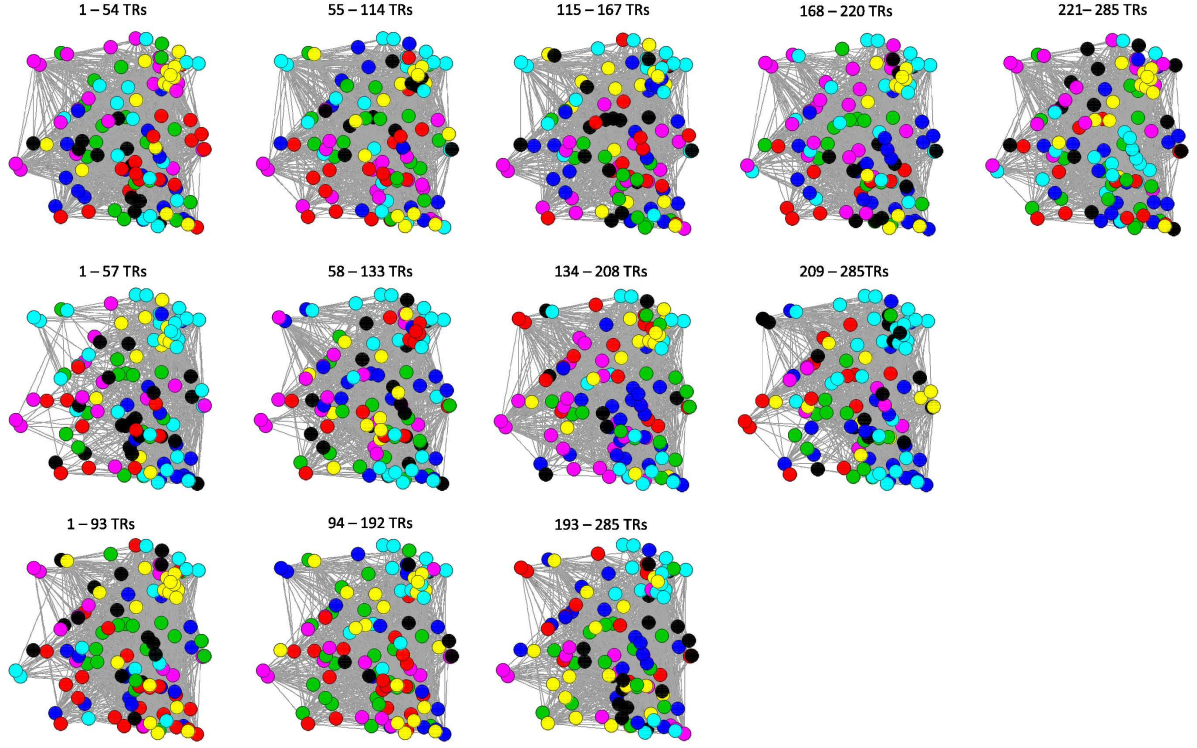 1 – 54 TRs
55 – 114 TRs
115 – 167 TRs
168 – 220 TRs
221– 285 TRs
1 – 57 TRs
58 – 133 TRs
134 – 208 TRs
209 – 285TRs
1 – 93 TRs
94 – 192 TRs
193 – 285 TRs